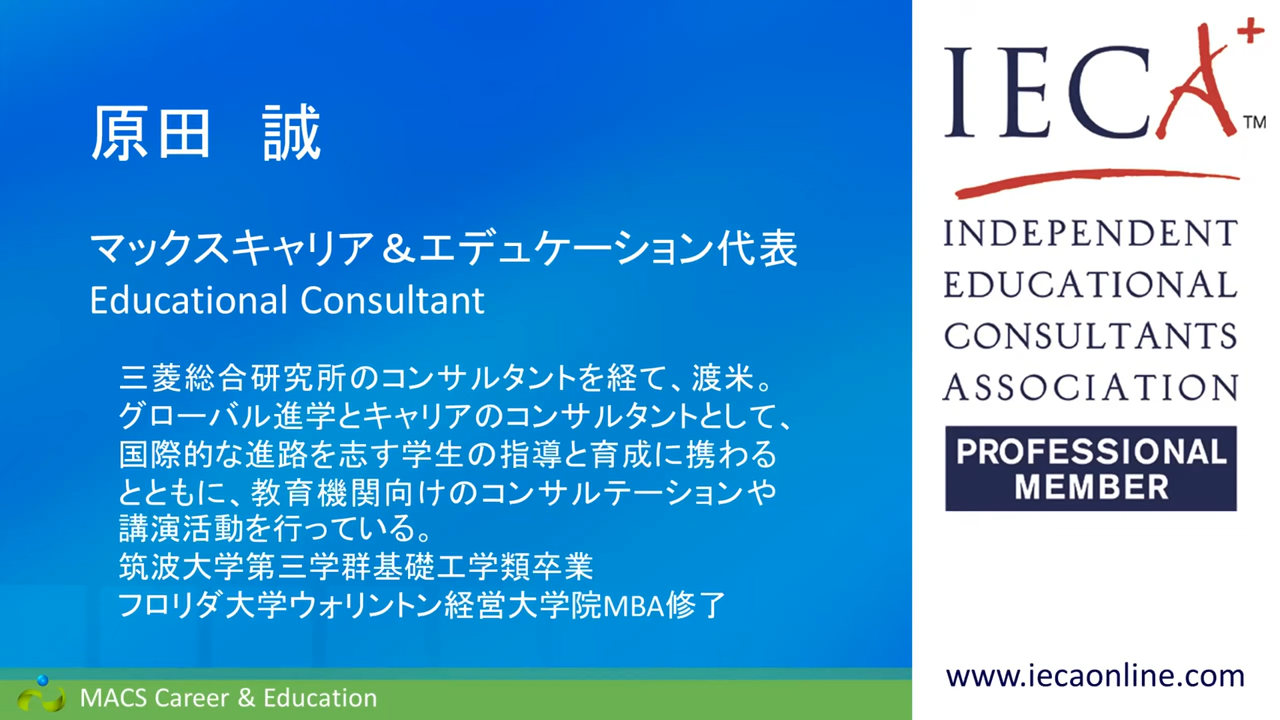 原田　誠
マックスキャリア＆エデュケーション代表
Educational Consultant
三菱総合研究所のコンサルタントを経て、渡米。
グローバル進学とキャリアのコンサルタントとして、
国際的な進路を志す学生の指導と育成に携わる
とともに、教育機関向けのコンサルテーションや
講演活動を行っている。
筑波大学第三学群基礎工学類卒業
フロリダ大学ウォリントン経営大学院MBA修了
MACS Career & Education
IECA+™
INDEPENDENT
EDUCATIONAL
CONSULTANTS
ASSOCIATION
PROFESSIONAL
MEMBER
www.iecaonline.com